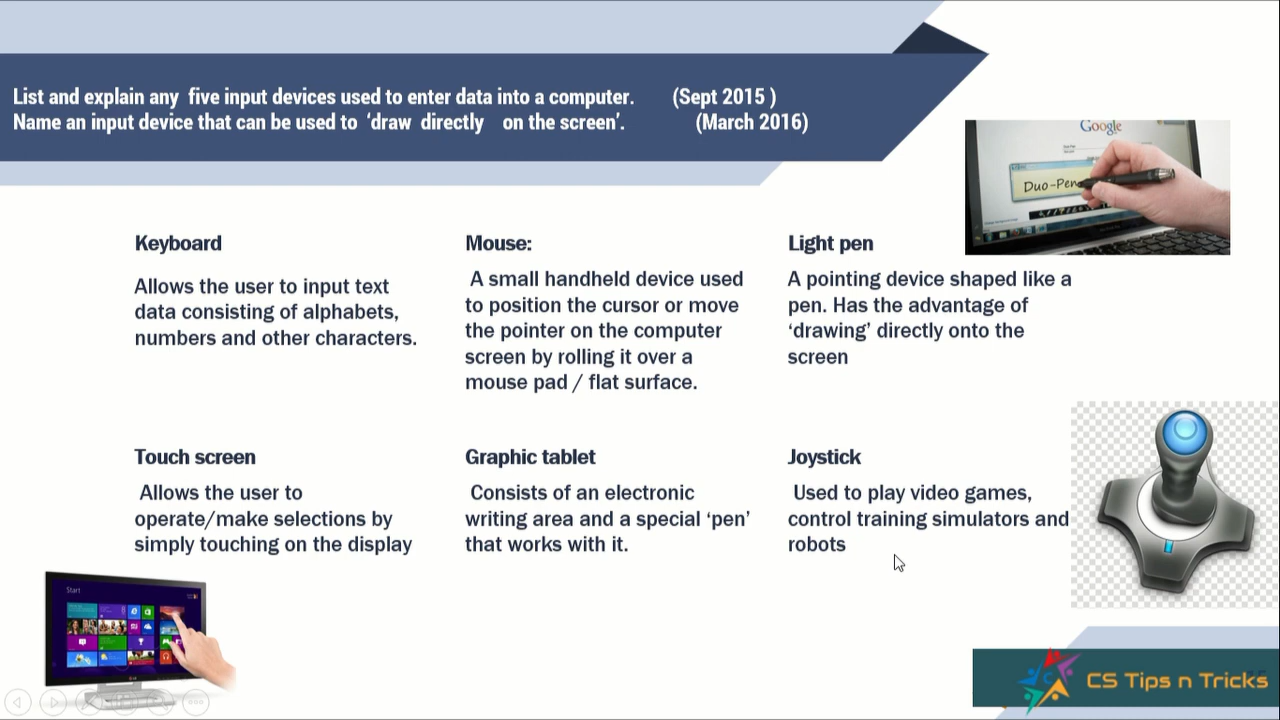 List and explain any five input devices used to enter data into a computer. (Sept 2015 )
Name an input device that can be used to ‘draw directly on the screen’. (March 2016)
Google
Duo-Pen
Keyboard
Allows the user to input text
data consisting of alphabets,
numbers and other characters.
Mouse:
A small handheld device used
to position the cursor or move
the pointer on the computer
screen by rolling it over a
mouse pad / flat surface.
Light pen
A pointing device shaped like a
pen. Has the advantage of
‘drawing’ directly onto the
screen
Touch screen
Allows the user to
operate/make selections by
simply touching on the display
Graphic tablet
Consists of an electronic
writing area and a special ‘pen’
that works with it.
Joystick
Used to play video games,
control training simulators and
robots
Start
CS Tips n Tricks